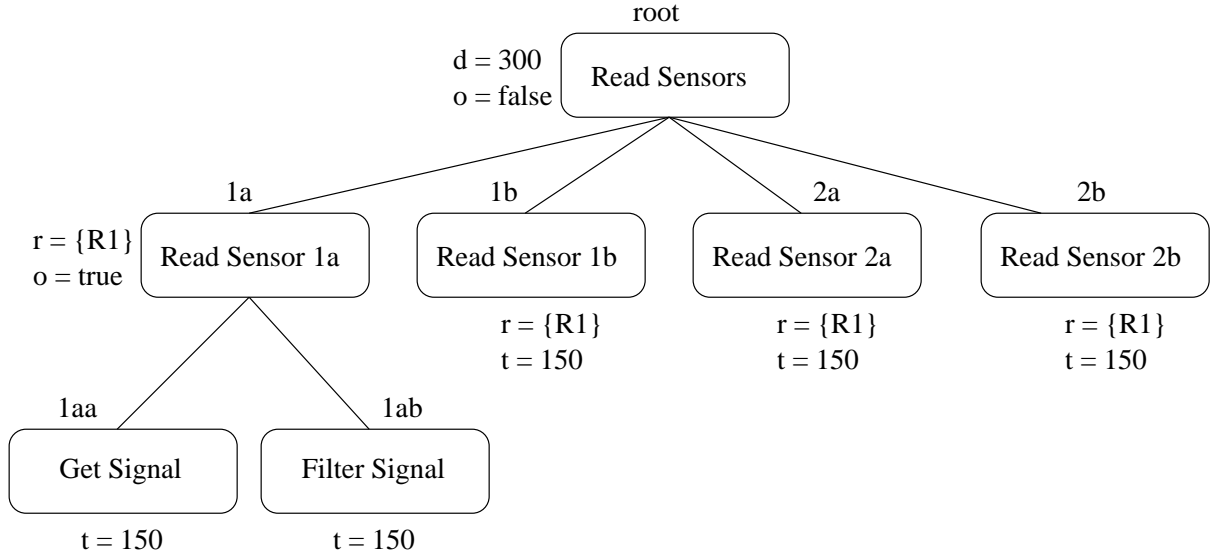 root
d = 300
o = false
Read Sensors
1a
1b
2a
2b
r = {R1}
o = true
Read Sensor 1a
Read Sensor 1b
Read Sensor 2a
Read Sensor 2b
r = {R1}
t = 150
r = {R1}
t = 150
r = {R1}
t = 150
1aa
1ab
Get Signal
Filter Signal
t = 150
t = 150